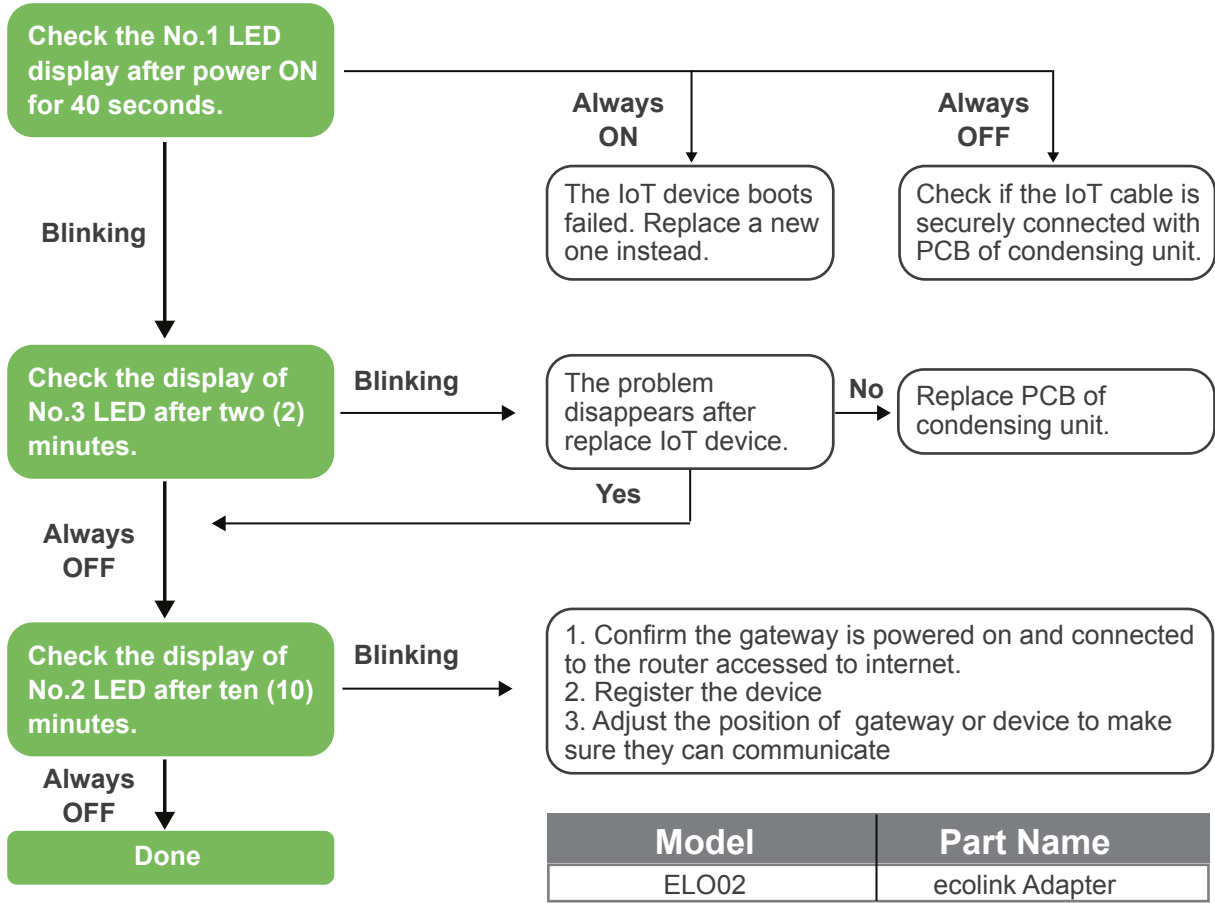 Check the No.1 LED
display after power ON
for 40 seconds.
Always
ON
Always
OFF
The IoT device boots
failed. Replace a new
one instead.
Check if the IoT cable is
securely connected with
PCB of condensing unit.
Blinking
Check the display of
No.3 LED after two (2)
minutes.
Blinking
The problem
disappears after
replace IoT device.
No
Replace PCB of
condensing unit.
Yes
Always
OFF
Check the display of
No.2 LED after ten (10)
minutes.
Blinking
1. Confirm the gateway is powered on and connected
to the router accessed to internet.
2. Register the device
3. Adjust the position of gateway or device to make
sure they can communicate
Always
OFF
Done
Model Part Name
ELO02 ecolink Adapter